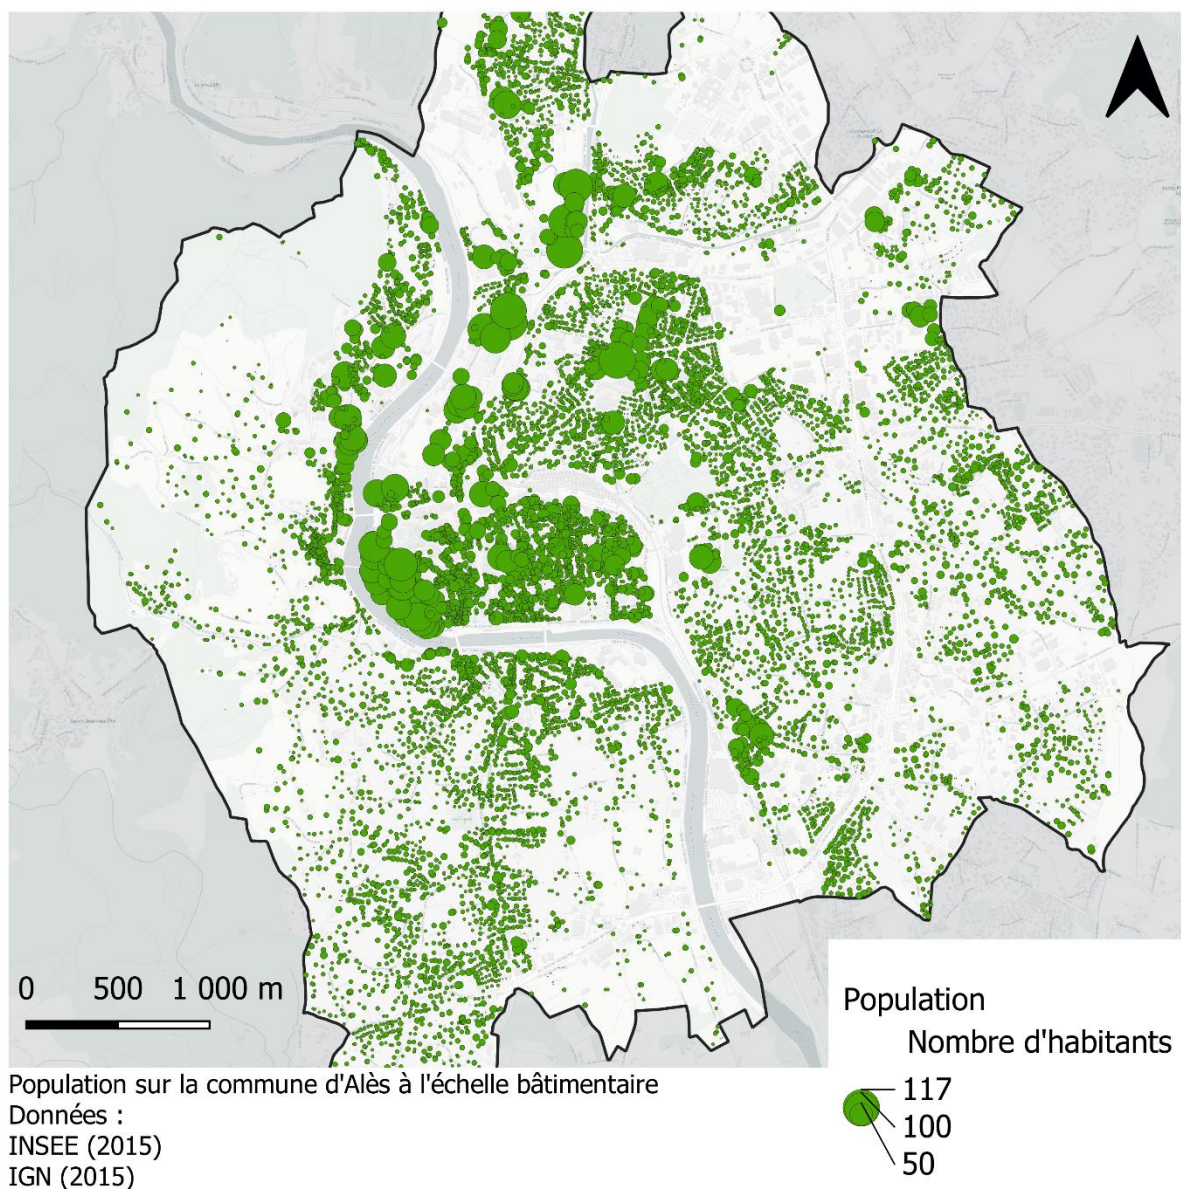 0 500 1 000 m
Population
Nombre d'habitants
117
100
50
Population sur la commune d'Alès à l'échelle bâtimentaire
Données :
INSEE (2015)
IGN (2015)